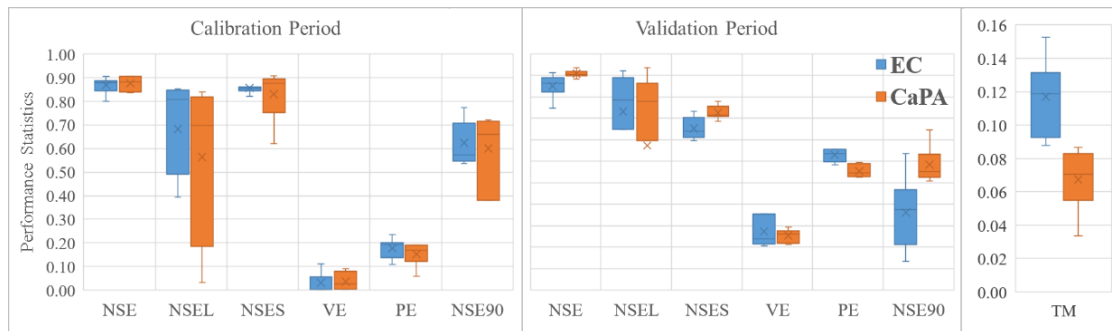 Calibration Period
Validation Period
Performance Statistics
1.00
0.90
0.80
0.70
0.60
0.50
0.40
0.30
0.20
0.10
0.00
NSE NSEL NSES VE PE NSE90
EC
CaPA
NSE NSEL NSES VE PE NSE90
0.16
0.14
0.12
0.10
0.08
0.06
0.04
0.02
0.00
TM